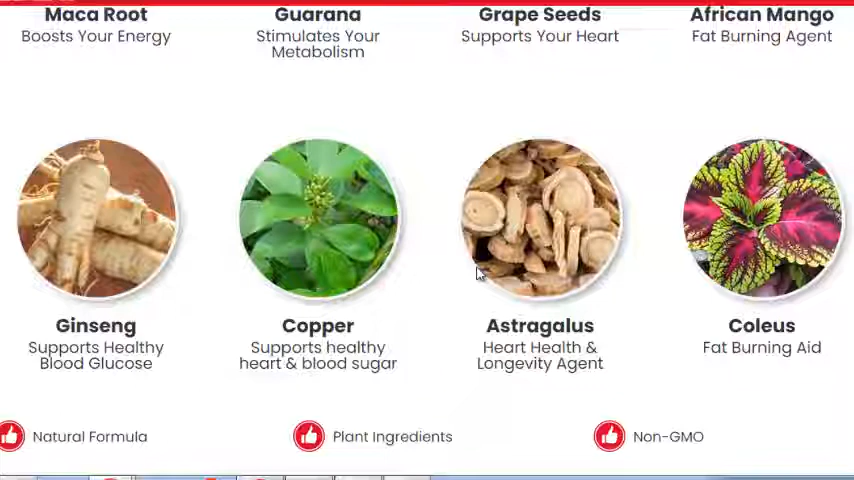 Maca Root
Boosts Your Energy
Guarana
Stimulates Your
Metabolism
Grape Seeds
Supports Your Heart
African Mango
Fat Burning Agent
Ginseng
Supports Healthy
Blood Glucose
Copper
Supports healthy
heart & blood sugar
Astragalus
Heart Health &
Longevity Agent
Coleus
Fat Burning Aid
Natural Formula
Plant Ingredients
Non-GMO